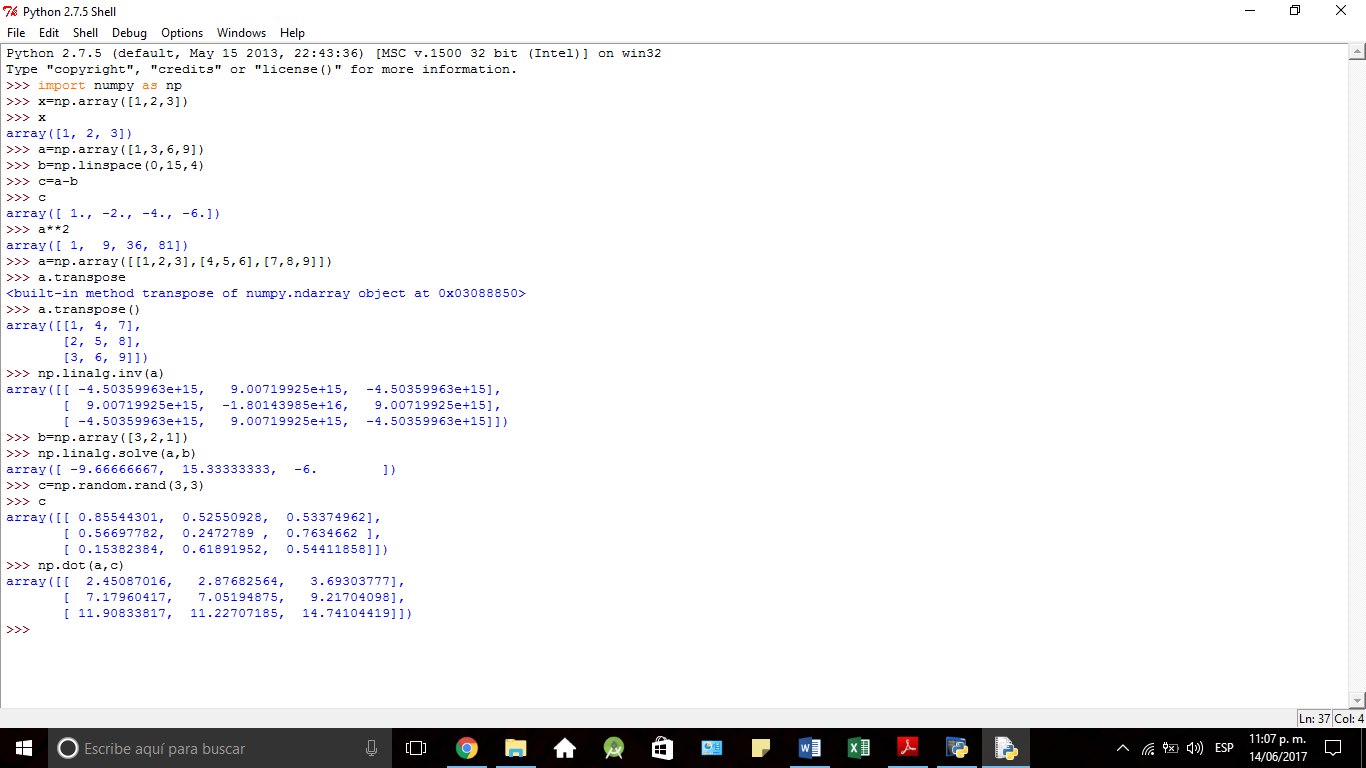 Python 2.7.5 Shell
File Edit Shell Debug Options Windows Help
Python 2.7.5 (default, May 15 2013, 22:43:36) [MSC v.1500 32 bit (Intel)] on win32
Type "copyright", "credits" or "license()" for more information.
>>> import numpy as np
>>> x=np.array([1,2,3])
>>> x
array([1, 2, 3])
>>> a=np.array([1,3,6,9])
>>> b=np.linspace(0,15,4)
>>> c=a-b
>>> c
array([ 1., -2., -4., -6.])
>>> a**2
array([ 1,  9, 36, 81])
>>> a=np.array([[1,2,3],[4,5,6],[7,8,9]])
>>> a.transpose
<built-in method transpose of numpy.ndarray object at 0x03088850>
>>> a.transpose()
array([[1, 4, 7],
       [2, 5, 8],
       [3, 6, 9]])
>>> np.linalg.inv(a)
array([[ -4.50359963e+15,   9.00719925e+15,  -4.50359963e+15],
       [  9.00719925e+15,  -1.80143985e+16,   9.00719925e+15],
       [ -4.50359963e+15,   9.00719925e+15,  -4.50359963e+15]])
>>> b=np.array([3,2,1])
>>> np.linalg.solve(a,b)
array([ -9.66666667,  15.33333333,  -6.        ])
>>> c=np.random.rand(3,3)
>>> c
array([[ 0.85544301,  0.52550928,  0.53374962],
       [ 0.56697782,  0.2472789 ,  0.7634662 ],
       [ 0.15382384,  0.61891952,  0.54411858]])
>>> np.dot(a,c)
array([[  2.45087016,   2.87682564,   3.69303777],
       [  7.17960417,   7.05194875,   9.21704098],
       [ 11.90833817,  11.22707185,  14.74104419]])
>>>
Ln: 37 Col: 4
Escribe aquí para buscar
ESP
11:07 p. m.
14/06/2017